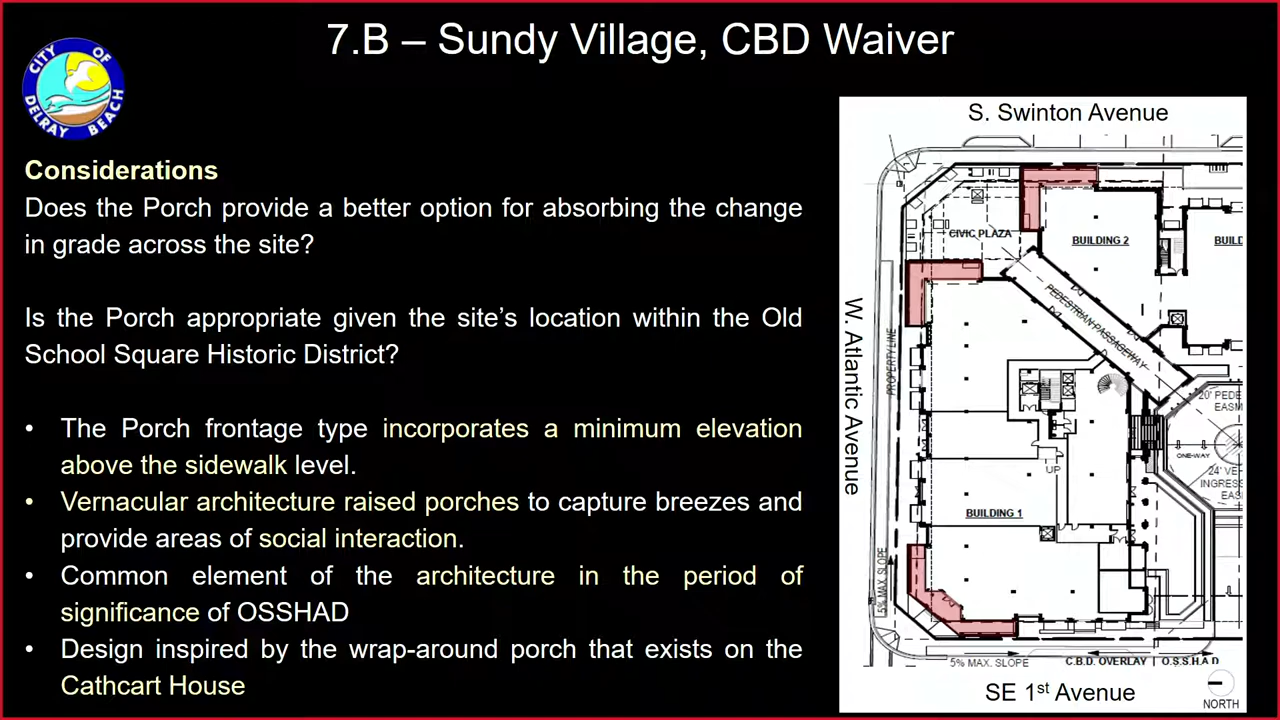 7.B – Sundy Village, CBD Waiver
CITY OF
DELRAY BEACH
Considerations
Does the Porch provide a better option for absorbing the change
in grade across the site?
Is the Porch appropriate given the site's location within the Old
School Square Historic District?
• The Porch frontage type incorporates a minimum elevation
above the sidewalk level.
• Vernacular architecture raised porches to capture breezes and
provide areas of social interaction.
• Common element of the architecture in the period of
significance of OSSHAD
• Design inspired by the wrap-around porch that exists on the
Cathcart House
S. Swinton Avenue
CIVIC PLAZA
BUILDING 2
BUILD
PEDESTRIAN PASSAGEWAY
W. Atlantic Avenue
PROPERTY LINE
20' PEDE
EASM
ONE-WAY
24' VE
INGRESS
EAS
UP
BUILDING 1
5% MAX. SLOPE
5% MAX. SLOPE
C.B.D. OVERLAY | O.S.S.H.A.D
SE 1st Avenue
NORTH